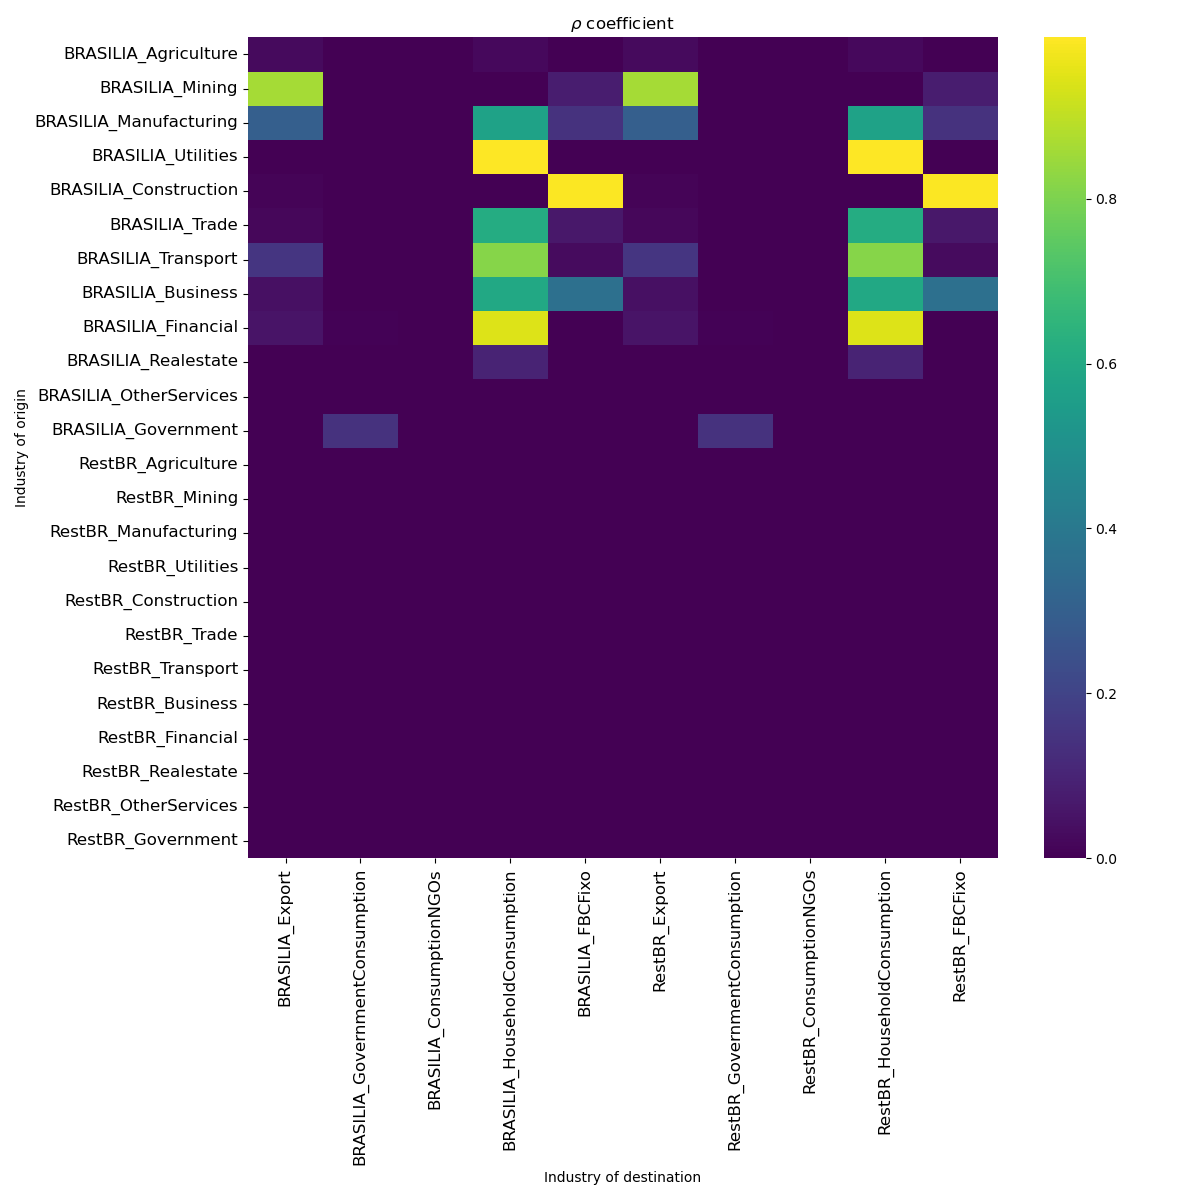 ρ coefficient
BRASILIA_Agriculture
BRASILIA_Mining
BRASILIA_Manufacturing
BRASILIA_Utilities
BRASILIA_Construction
BRASILIA_Trade
BRASILIA_Transport
BRASILIA_Business
BRASILIA_Financial
BRASILIA_Realestate
BRASILIA_OtherServices
BRASILIA_Government
RestBR_Agriculture
RestBR_Mining
RestBR_Manufacturing
RestBR_Utilities
RestBR_Construction
RestBR_Trade
RestBR_Transport
RestBR_Business
RestBR_Financial
RestBR_Realestate
RestBR_OtherServices
RestBR_Government
Industry of origin
BRASILIA_Export
BRASILIA_GovernmentConsumption
BRASILIA_ConsumptionNGOs
BRASILIA_HouseholdConsumption
BRASILIA_FBCFixo
RestBR_Export
RestBR_GovernmentConsumption
RestBR_ConsumptionNGOs
RestBR_HouseholdConsumption
RestBR_FBCFixo
Industry of destination
0.8
0.6
0.4
0.2
0.0